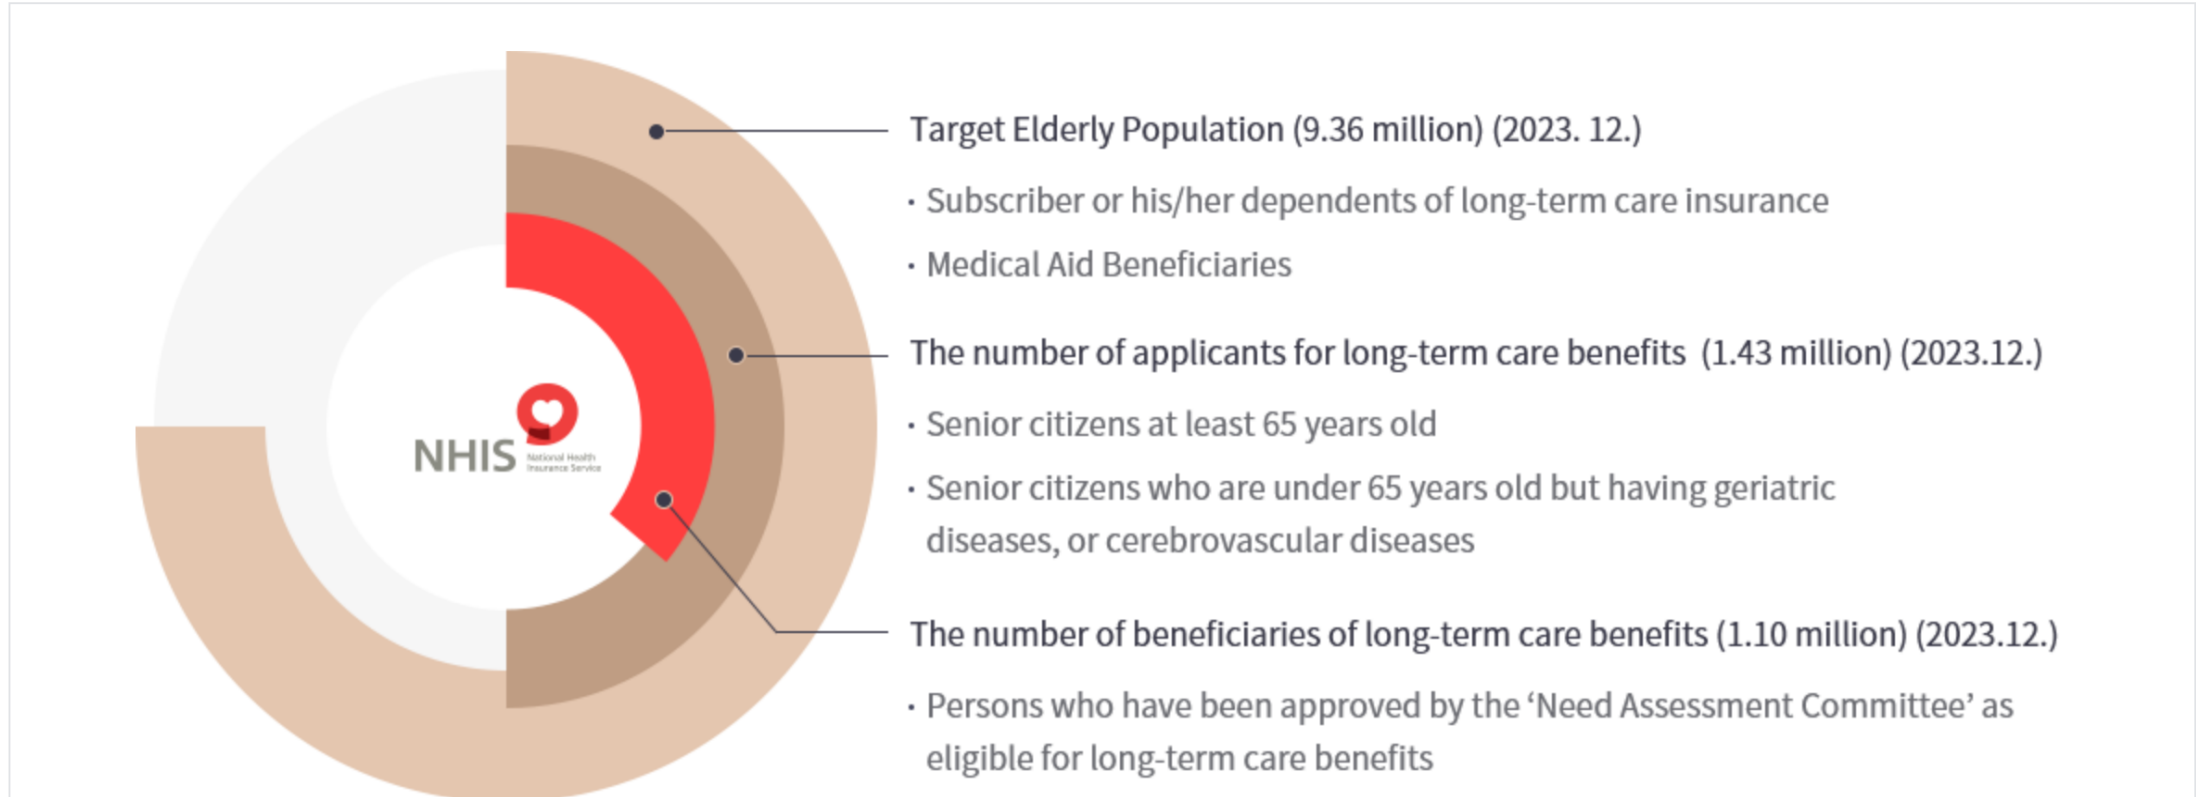 Target Elderly Population (9.36 million) (2023. 12.)
· Subscriber or his/her dependents of long-term care insurance
· Medical Aid Beneficiaries
The number of applicants for long-term care benefits (1.43 million) (2023.12.)
· Senior citizens at least 65 years old
· Senior citizens who are under 65 years old but having geriatric
diseases, or cerebrovascular diseases
NHIS
National Health
Insurance Service
The number of beneficiaries of long-term care benefits (1.10 million) (2023.12.)
· Persons who have been approved by the ‘Need Assessment Committee’ as
eligible for long-term care benefits